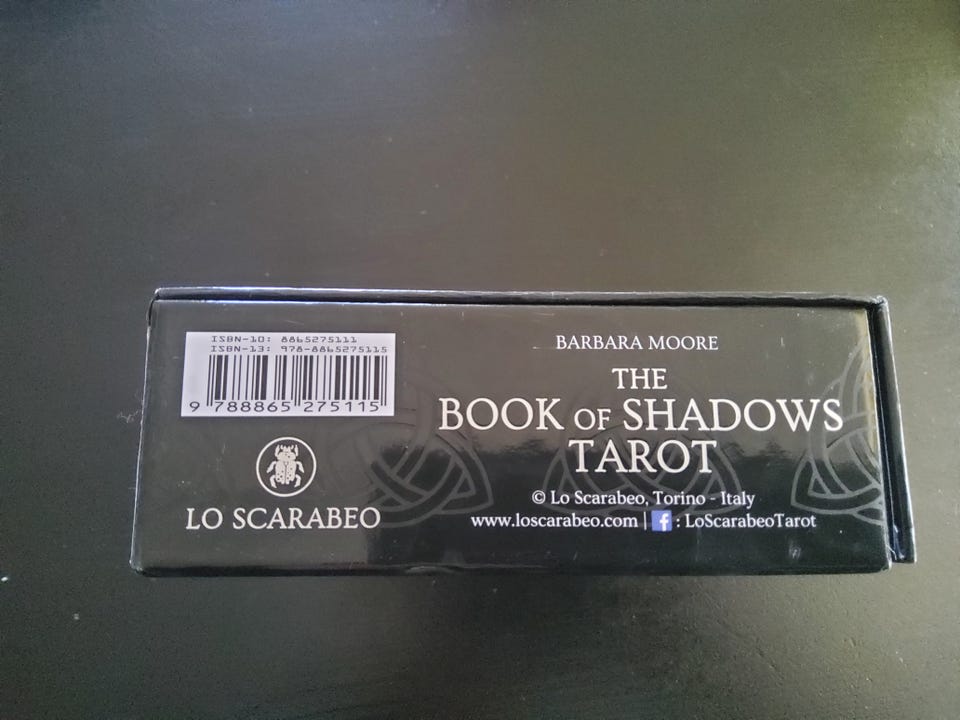 ISBN-10: 8865275111
ISBN-13: 978-8865275115
9 788865 275115
LO SCARABEO
BARBARA MOORE
THE
BOOK OF SHADOWS
TAROT
© Lo Scarabeo, Torino - Italy
www.loscarabeo.com | f : LoScarabeoTarot